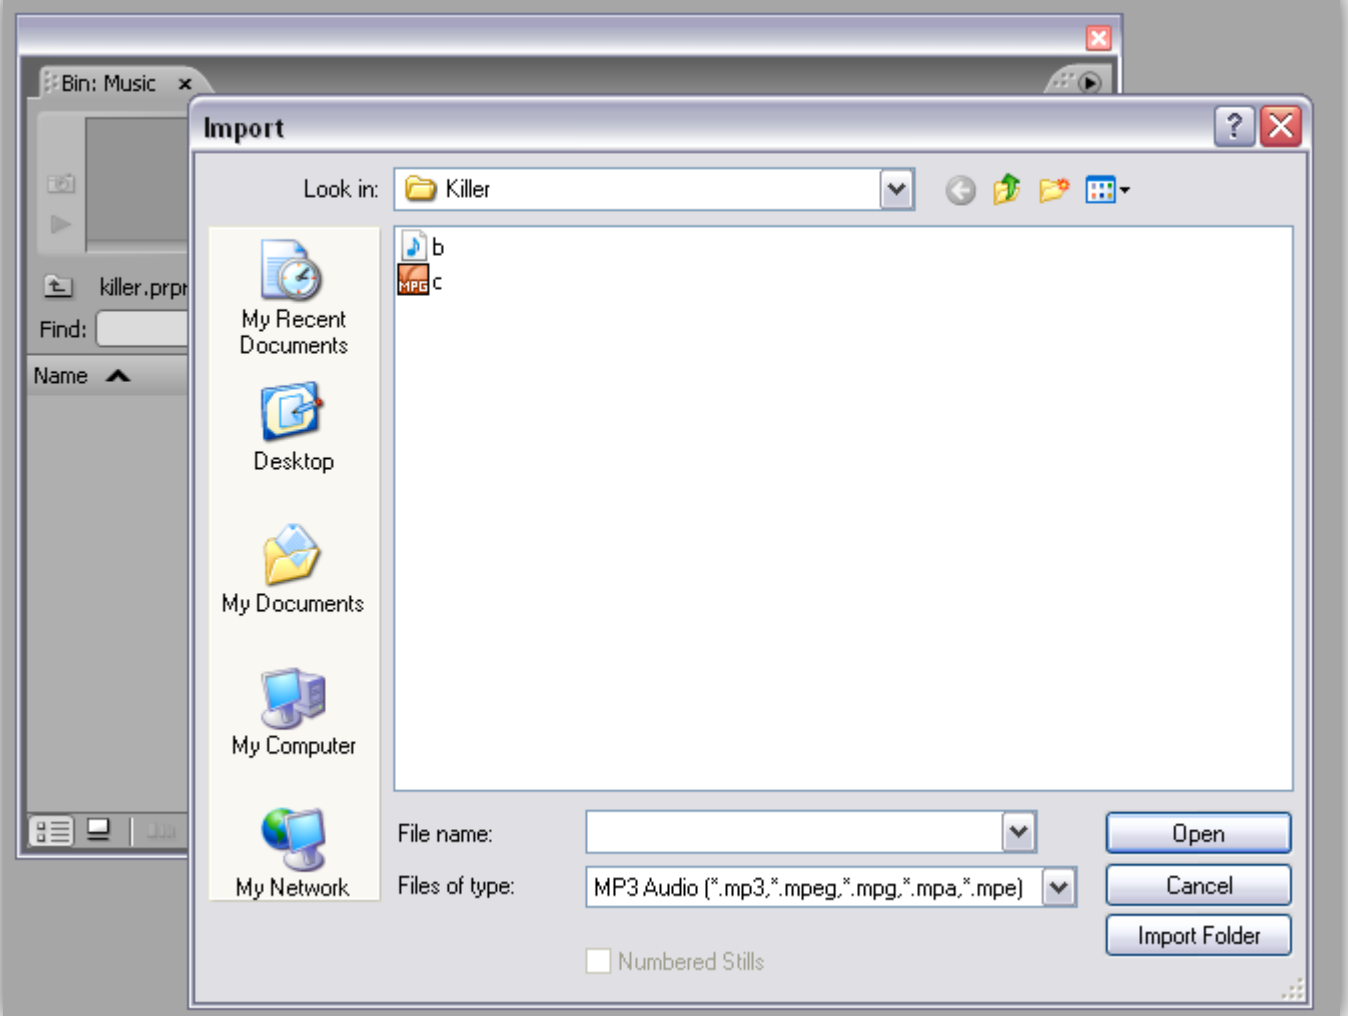 Bin: Music x
Import
?
Look in: Killer
b
MPG c
My Recent
Documents
killer.prpr
Find:
Name
Desktop
My Documents
My Computer
My Network
File name:
Open
Files of type: MP3 Audio (*.mp3,*.mpeg,*.mpg,*.mpa,*.mpe)
Cancel
Import Folder
Numbered Stills